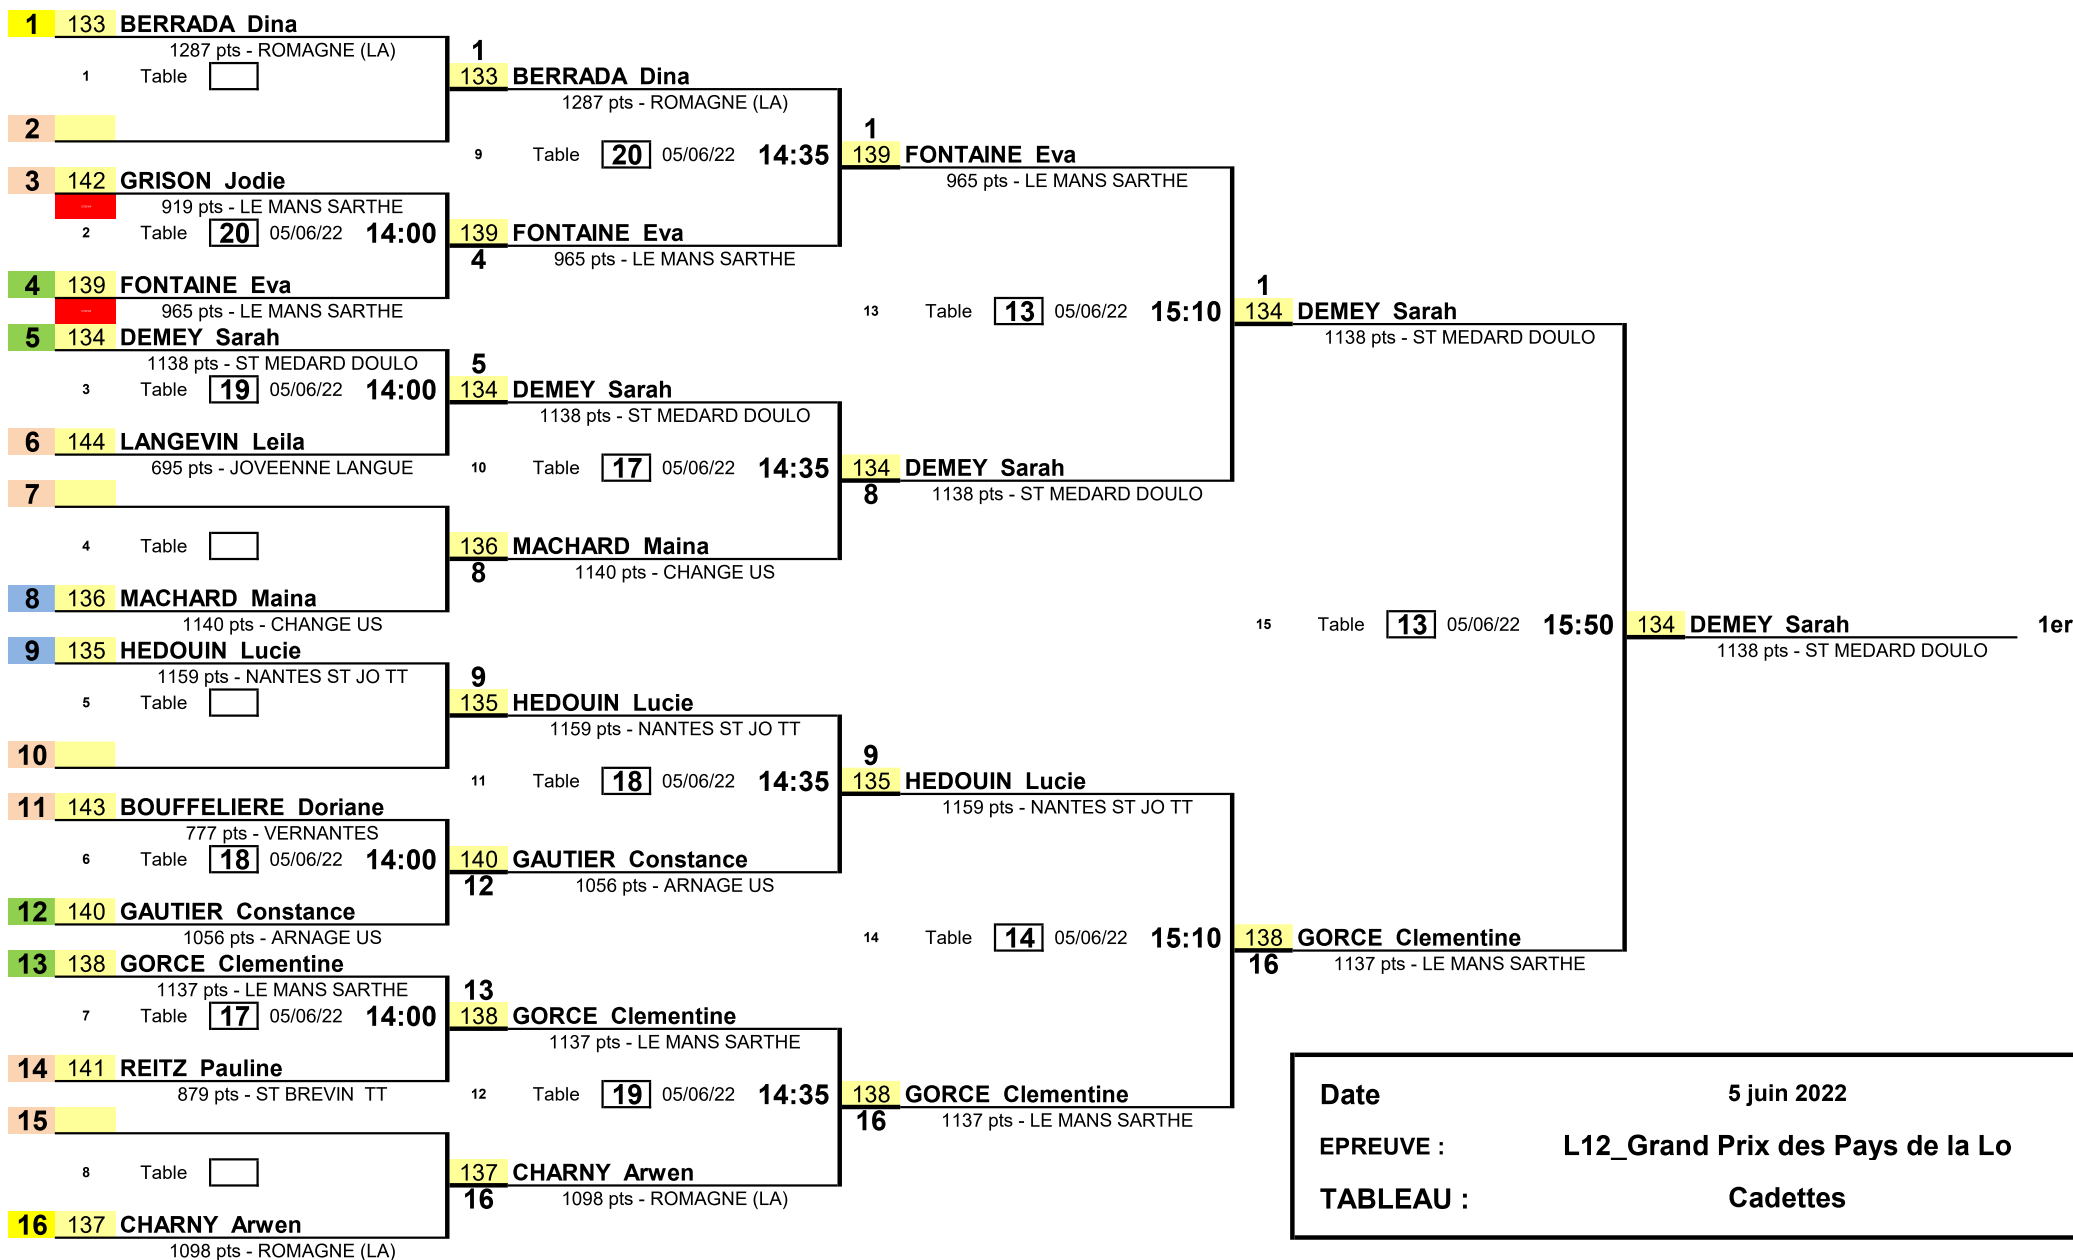 1 133 BERRADA Dina
1287 pts - ROMAGNE (LA)
1 Table
2
3 142 GRISON Jodie
919 pts - LE MANS SARTHE
2 Table 20 05/06/22 14:00
4 139 FONTAINE Eva
965 pts - LE MANS SARTHE
5 134 DEMEY Sarah
1138 pts - ST MEDARD DOULO
3 Table 19 05/06/22 14:00
6 144 LANGEVIN Leila
695 pts - JOVEENNE LANGUE
7
4 Table
8 136 MACHARD Maina
1140 pts - CHANGE US
9 135 HEDOUIN Lucie
1159 pts - NANTES ST JO TT
5 Table
10
11 143 BOUFFELIERE Doriane
777 pts - VERNANTES
6 Table 18 05/06/22 14:00
12 140 GAUTIER Constance
1056 pts - ARNAGE US
13 138 GORCE Clementine
1137 pts - LE MANS SARTHE
7 Table 17 05/06/22 14:00
14 141 REITZ Pauline
879 pts - ST BREVIN TT
15
8 Table
16 137 CHARNY Arwen
1098 pts - ROMAGNE (LA)
1
133 BERRADA Dina
1287 pts - ROMAGNE (LA)
9 Table 20 05/06/22 14:35
139 FONTAINE Eva
4
965 pts - LE MANS SARTHE
5
134 DEMEY Sarah
1138 pts - ST MEDARD DOULO
10 Table 17 05/06/22 14:35
136 MACHARD Maina
8
1140 pts - CHANGE US
9
135 HEDOUIN Lucie
1159 pts - NANTES ST JO TT
11 Table 18 05/06/22 14:35
140 GAUTIER Constance
12
1056 pts - ARNAGE US
13
138 GORCE Clementine
1137 pts - LE MANS SARTHE
12 Table 19 05/06/22 14:35
137 CHARNY Arwen
16
1098 pts - ROMAGNE (LA)
1
139 FONTAINE Eva
965 pts - LE MANS SARTHE
13 Table 13 05/06/22 15:10
134 DEMEY Sarah
8
1138 pts - ST MEDARD DOULO
9
135 HEDOUIN Lucie
1159 pts - NANTES ST JO TT
14 Table 14 05/06/22 15:10
138 GORCE Clementine
16
1137 pts - LE MANS SARTHE
1
134 DEMEY Sarah
1138 pts - ST MEDARD DOULO
15 Table 13 05/06/22 15:50
138 GORCE Clementine
16
1137 pts - LE MANS SARTHE
134 DEMEY Sarah 1er
1138 pts - ST MEDARD DOULO
Date 5 juin 2022
EPREUVE : L12_Grand Prix des Pays de la Lo
TABLEAU : Cadettes